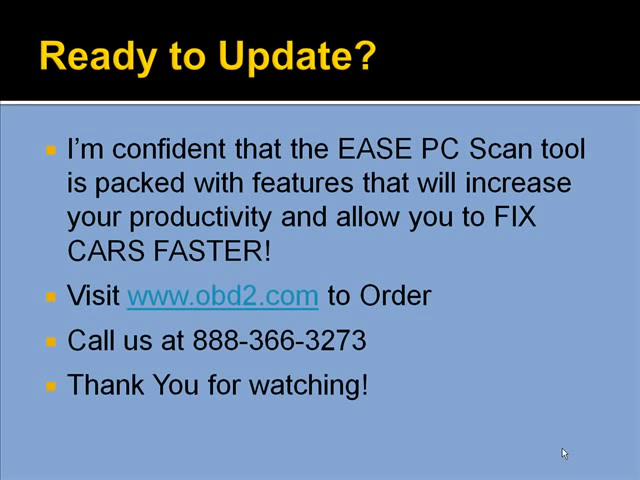 Ready to Update?
I'm confident that the EASE PC Scan tool
is packed with features that will increase
your productivity and allow you to FIX
CARS FASTER!
Visit www.obd2.com to Order
Call us at 888-366-3273
Thank You for watching!